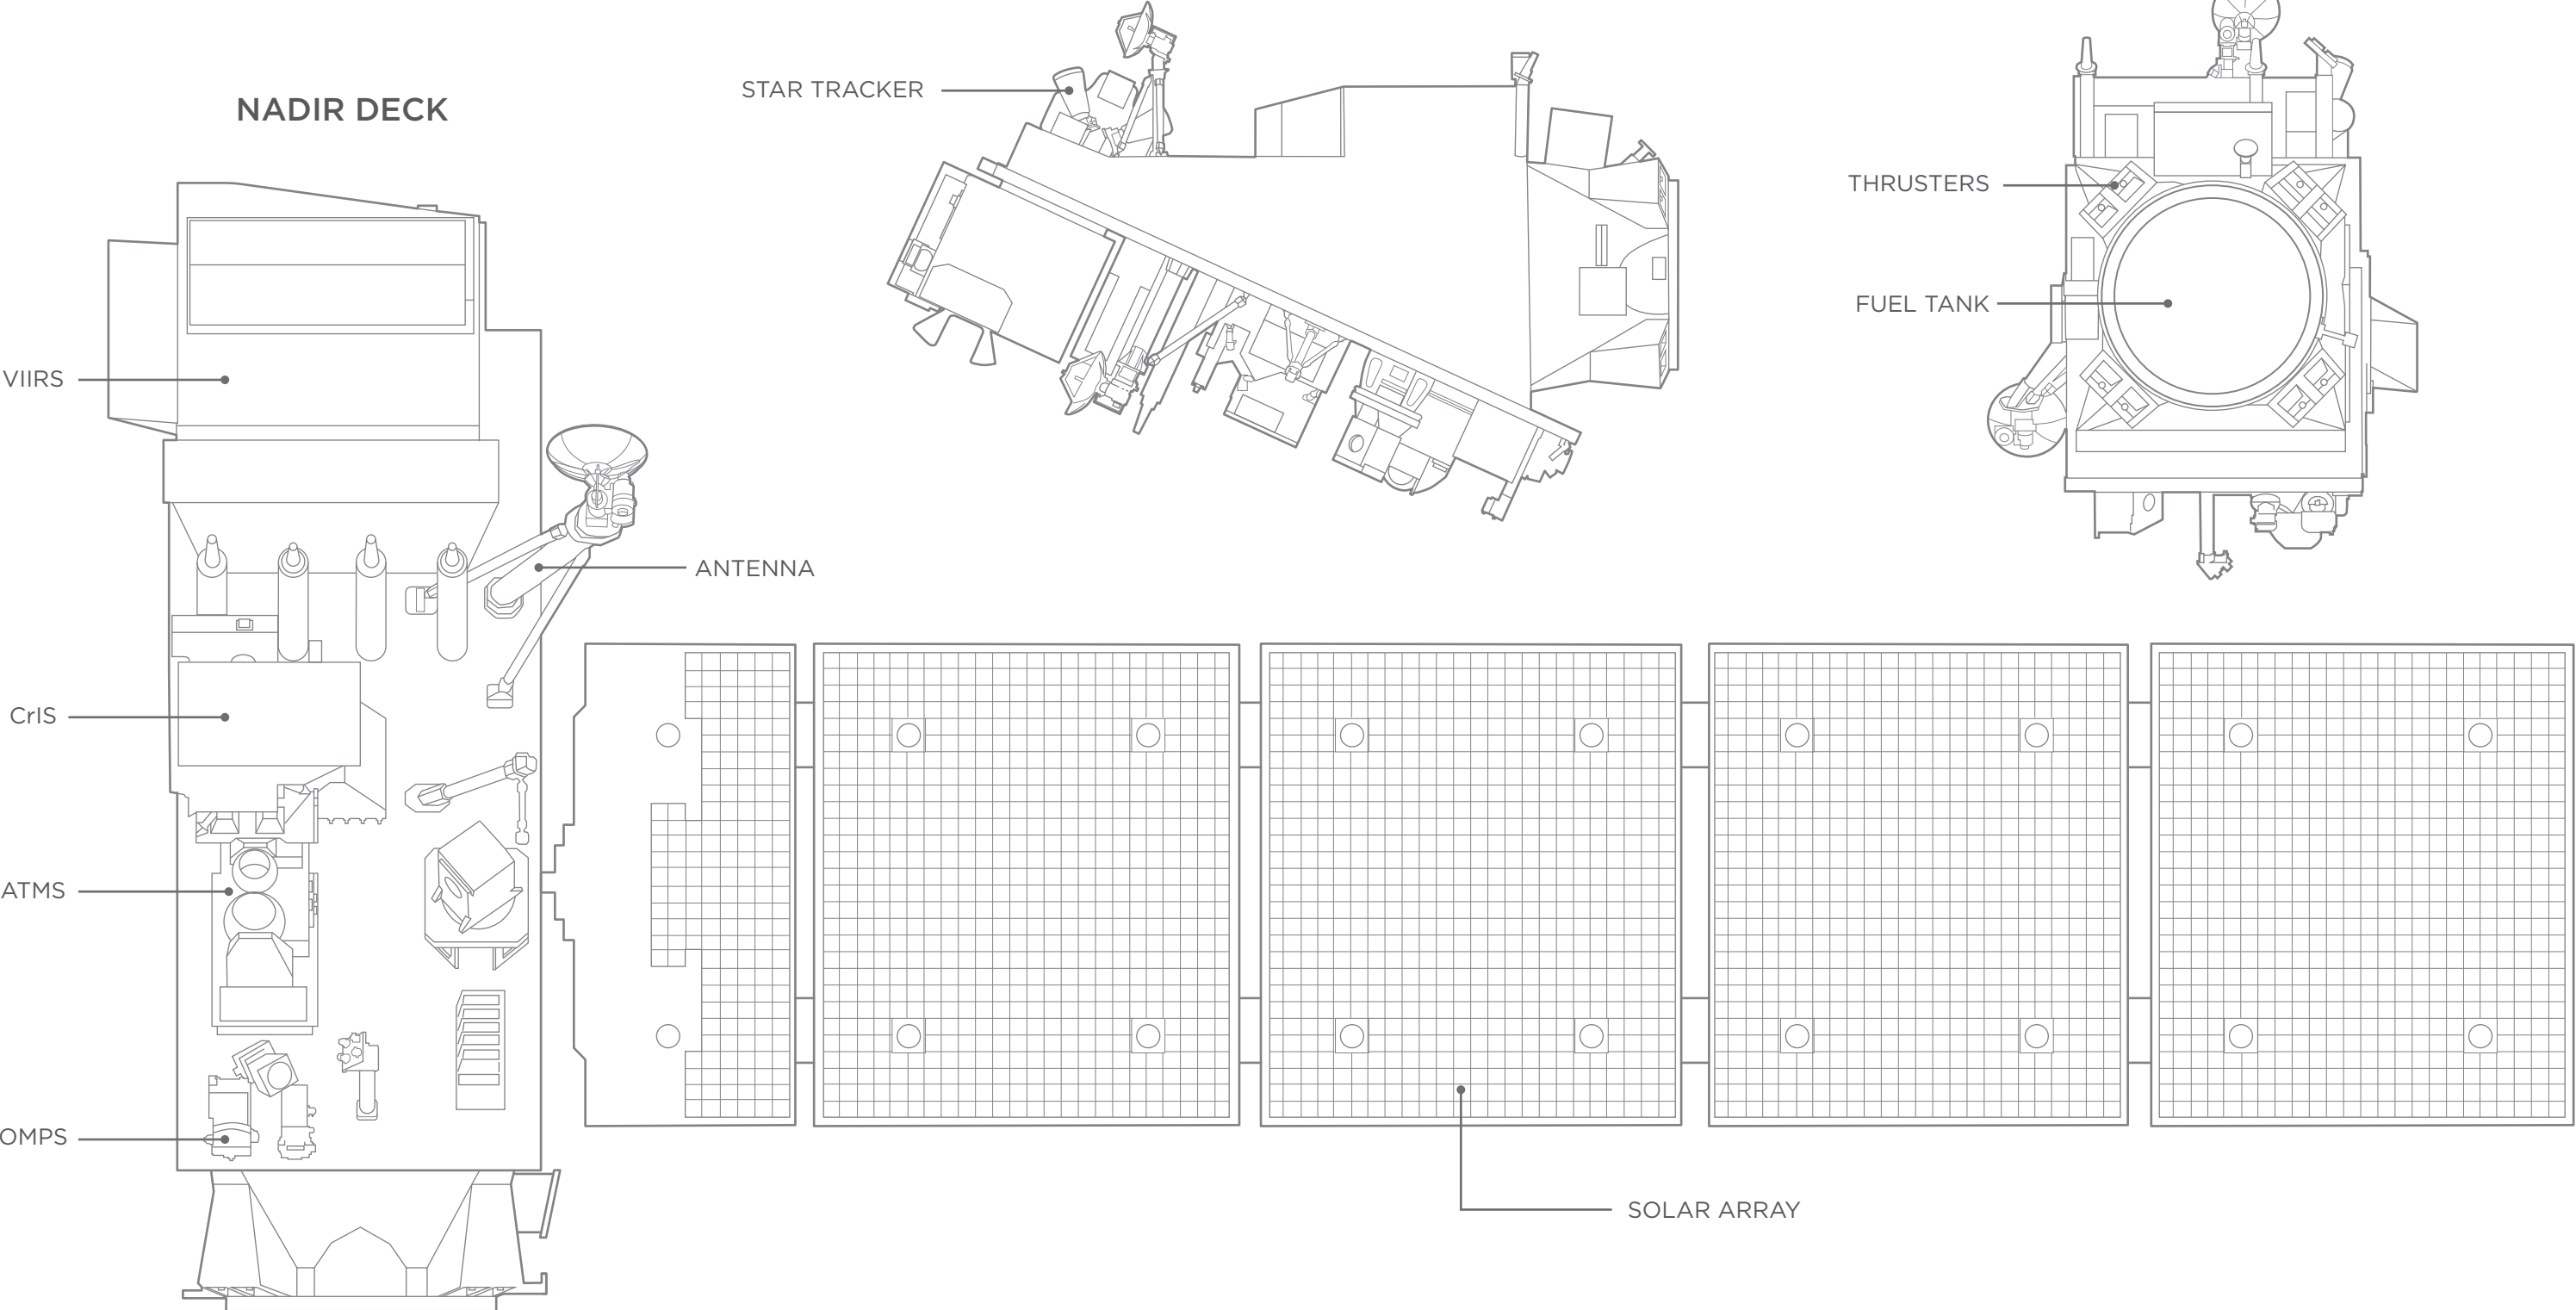 NADIR DECK
STAR TRACKER
THRUSTERS
FUEL TANK
VIIRS
ANTENNA
CrIS
ATMS
OMPS
SOLAR ARRAY